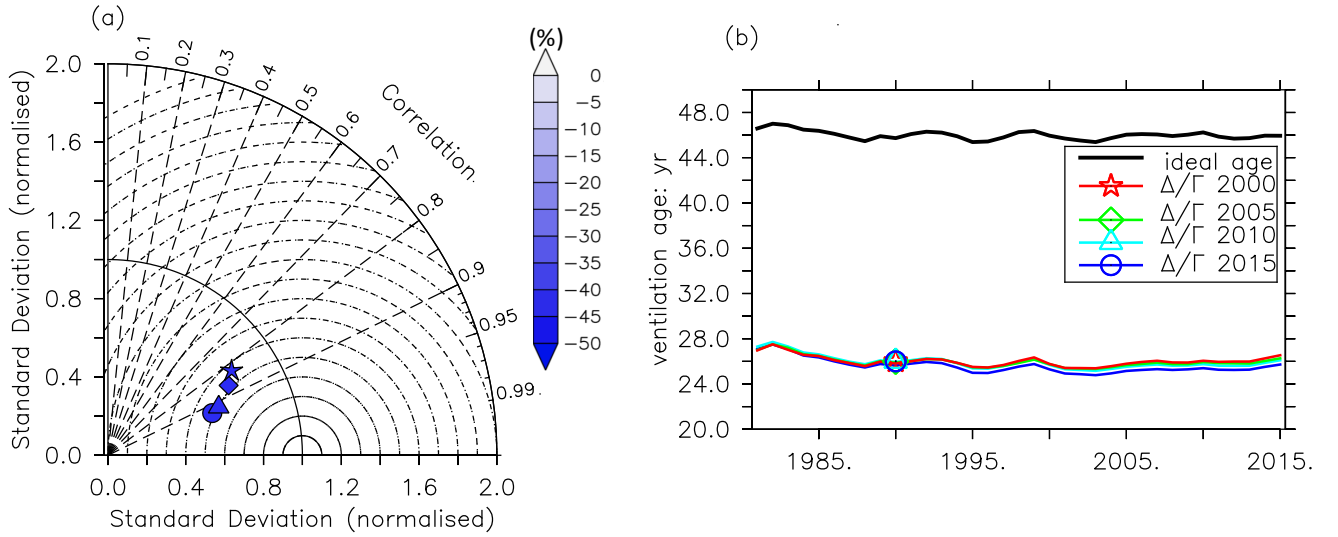 (a)
0.1
0.2
0.3
0.4
0.5
0.6
0.7
0.8
0.9
0.95
0.99
Correlation
2.0
1.6
1.2
0.8
0.4
0.0
Standard Deviation (normalised)
0.0 0.4 0.8 1.2 1.6 2.0
Standard Deviation (normalised)
(%)
0
−5
−10
−15
−20
−25
−30
−35
−40
−45
−50
(b)
48.0
44.0
40.0
36.0
32.0
28.0
24.0
20.0
ventilation age: yr
ideal age
Δ/Γ 2000
Δ/Γ 2005
Δ/Γ 2010
Δ/Γ 2015
1985. 1995. 2005. 2015.